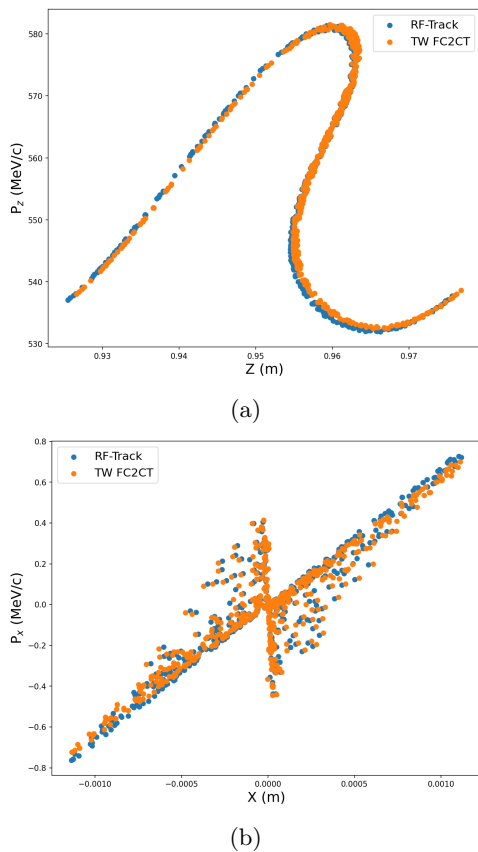 580
570
560
550
540
530
P_z (MeV/c)
RF-Track
TW FC2CT
0.93 0.94 0.95 0.96 0.97
Z (m)
(a)
0.8
0.6
0.4
0.2
0.0
−0.2
−0.4
−0.6
−0.8
P_x (MeV/c)
RF-Track
TW FC2CT
−0.0010 −0.0005 0.0000 0.0005 0.0010
X (m)
(b)